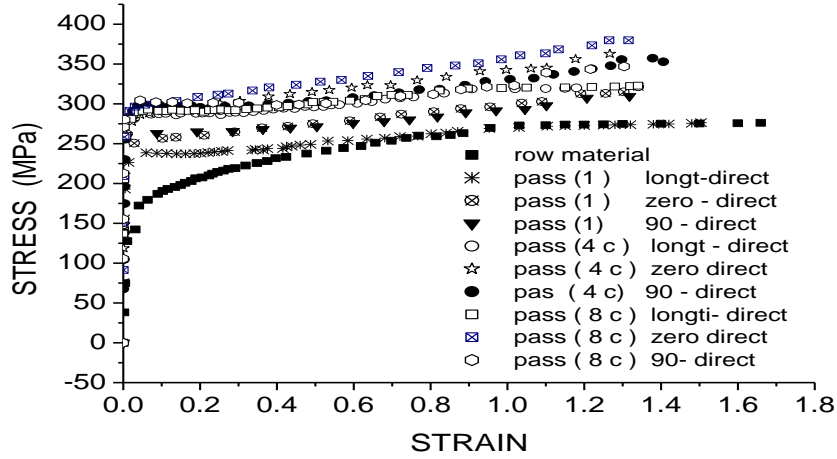 400
350
300
250
200
150
100
50
0
-50
STRESS (MPa)
row material
pass (1) longt-direct
pass (1 ) zero - direct
pass (1) 90 - direct
pass (4 c ) longt - direct
pass ( 4 c ) zero direct
pas ( 4 c) 90 - direct
pass ( 8 c ) longti- direct
pass ( 8 c ) zero direct
pass ( 8 c ) 90- direct
0.0 0.2 0.4 0.6 0.8 1.0 1.2 1.4 1.6 1.8
STRAIN